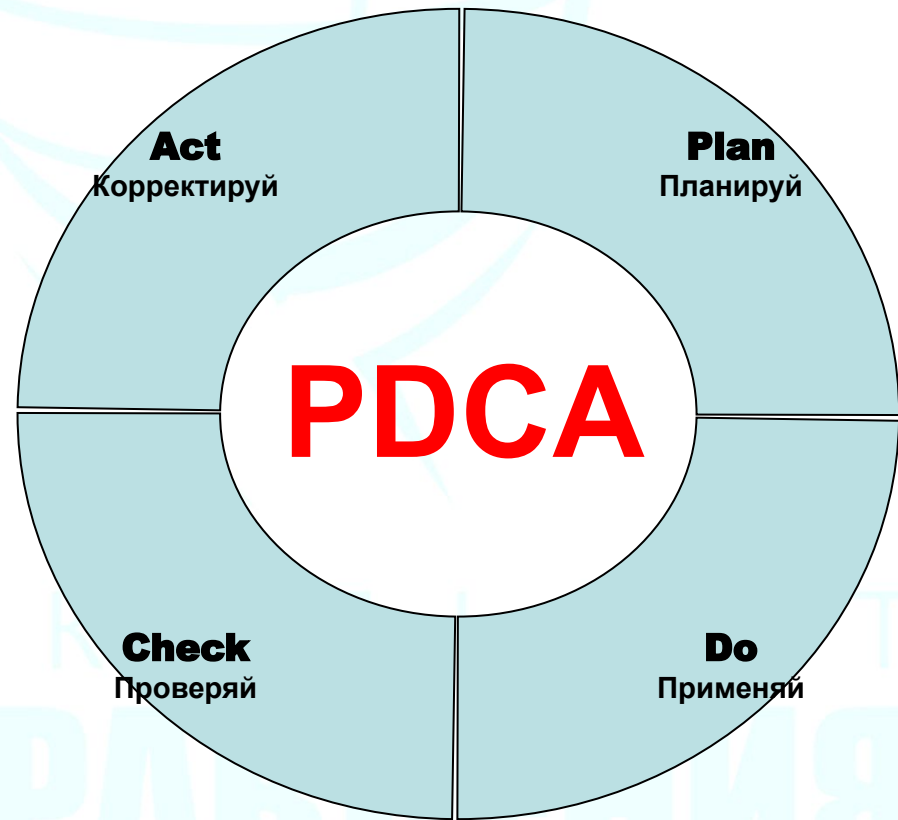 Act
Корректируй
Plan
Планируй
PDCA
Check
Проверяй
Do
Применяй